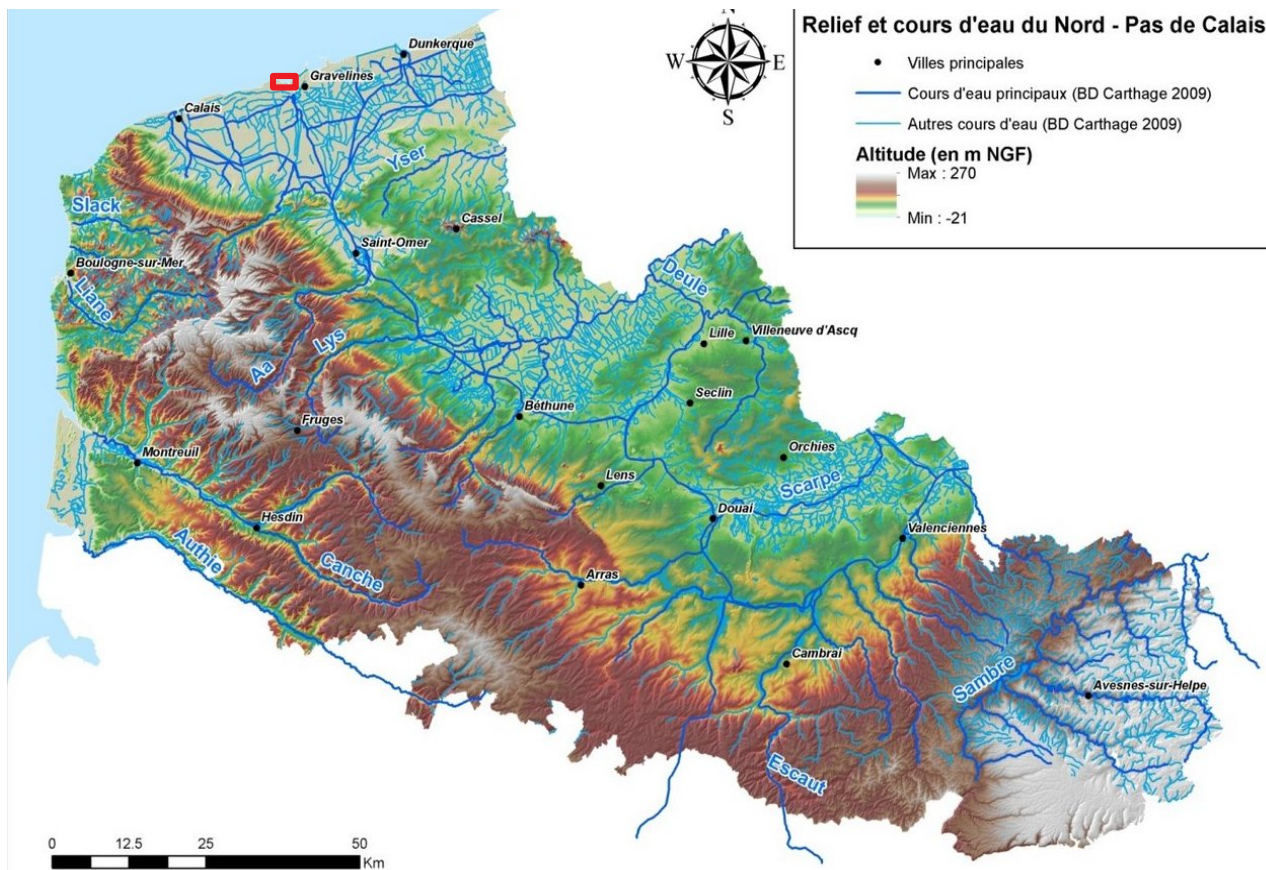 Relief et cours d'eau du Nord - Pas de Calais
Villes principales
Cours d'eau principaux (BD Carthage 2009)
Autres cours d'eau (BD Carthage 2009)
Altitude (en m NGF)
Max : 270
Min : -21
N
W
E
S
Dunkerque
Gravelines
Calais
Yser
Slack
Cassel
Saint-Omer
Boulogne-sur-Mer
Liane
Deule
Lille
Villeneuve d'Ascq
Lys
Aa
Seclin
Béthune
Fruges
Montreuil
Orchies
Lens
Scarpe
Douai
Hesdin
Valenciennes
Authie
Canche
Arras
Cambrai
Sambre
Avesnes-sur-Helpe
Escaut
0 12.5 25 50
Km